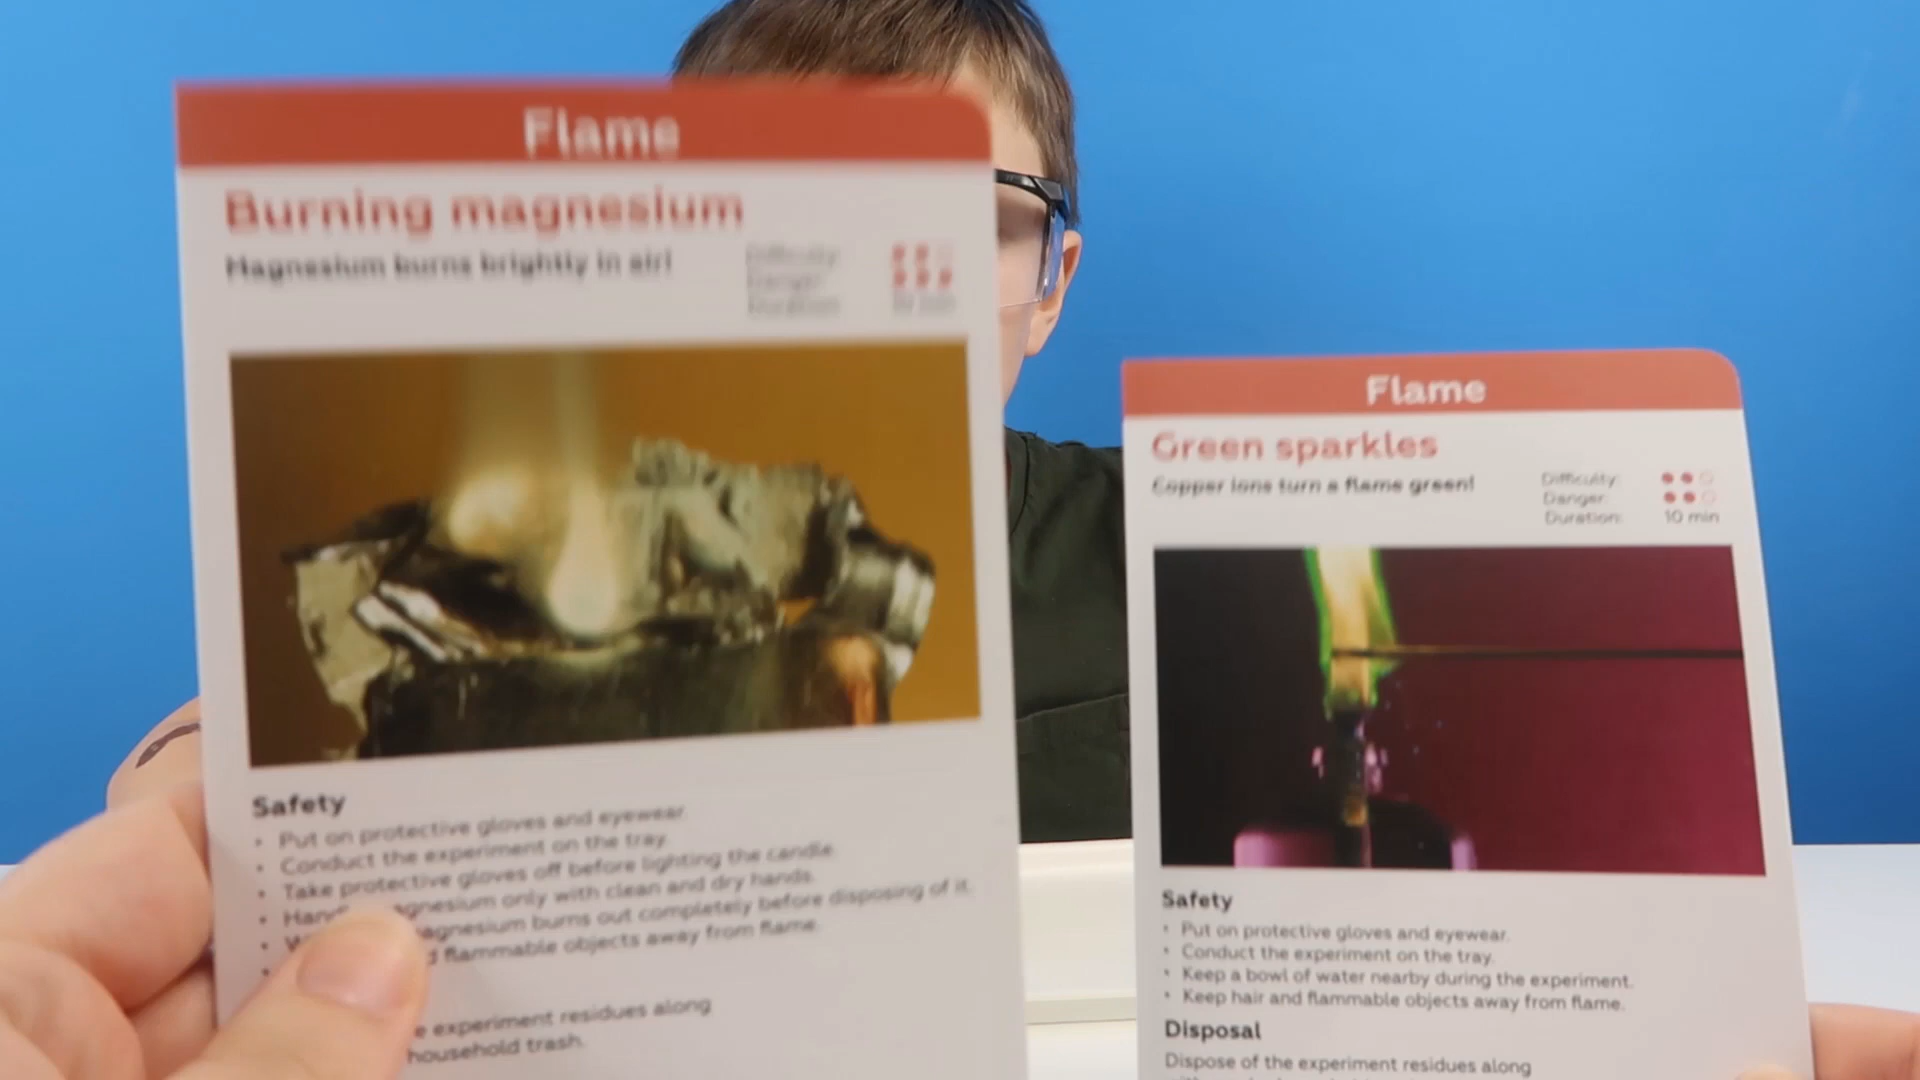 Flame
Burning magnesium
Magnesium burns brightly in air!
Difficulty:
Danger:
Duration:
Safety
• Put on protective gloves and eyewear.
• Conduct the experiment on the tray.
• Take protective gloves off before lighting the candle.
• magnesium only with clean and dry hands.
• magnesium burns out completely before disposing of it.
• flammable objects away from flame.
experiment residues along
household trash.
Flame
Green sparkles
Copper ions turn a flame green!
Difficulty:
Danger:
Duration: 10 min
Safety
• Put on protective gloves and eyewear.
• Conduct the experiment on the tray.
• Keep a bowl of water nearby during the experiment.
• Keep hair and flammable objects away from flame.
Disposal
Dispose of the experiment residues along